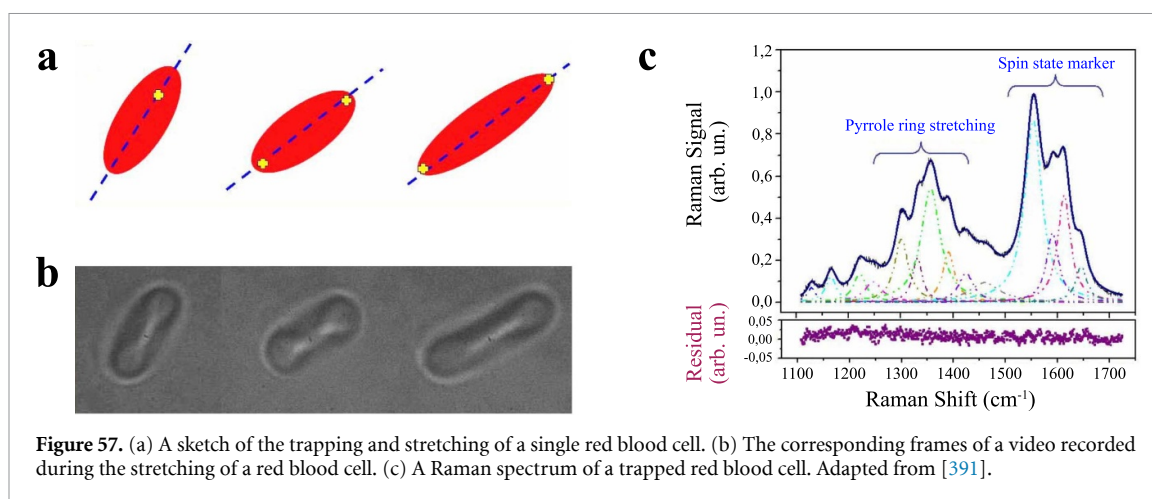 a
b
c
1,2
1,0
0,8
0,6
0,4
0,2
0,0
Raman Signal
(arb. un.)
Pyrrole ring stretching
Spin state marker
0,05
0,00
-0,05
Residual
(arb. un.)
1100 1200 1300 1400 1500 1600 1700
Raman Shift (cm⁻¹)
Figure 57. (a) A sketch of the trapping and stretching of a single red blood cell. (b) The corresponding frames of a video recorded
during the stretching of a red blood cell. (c) A Raman spectrum of a trapped red blood cell. Adapted from [391].